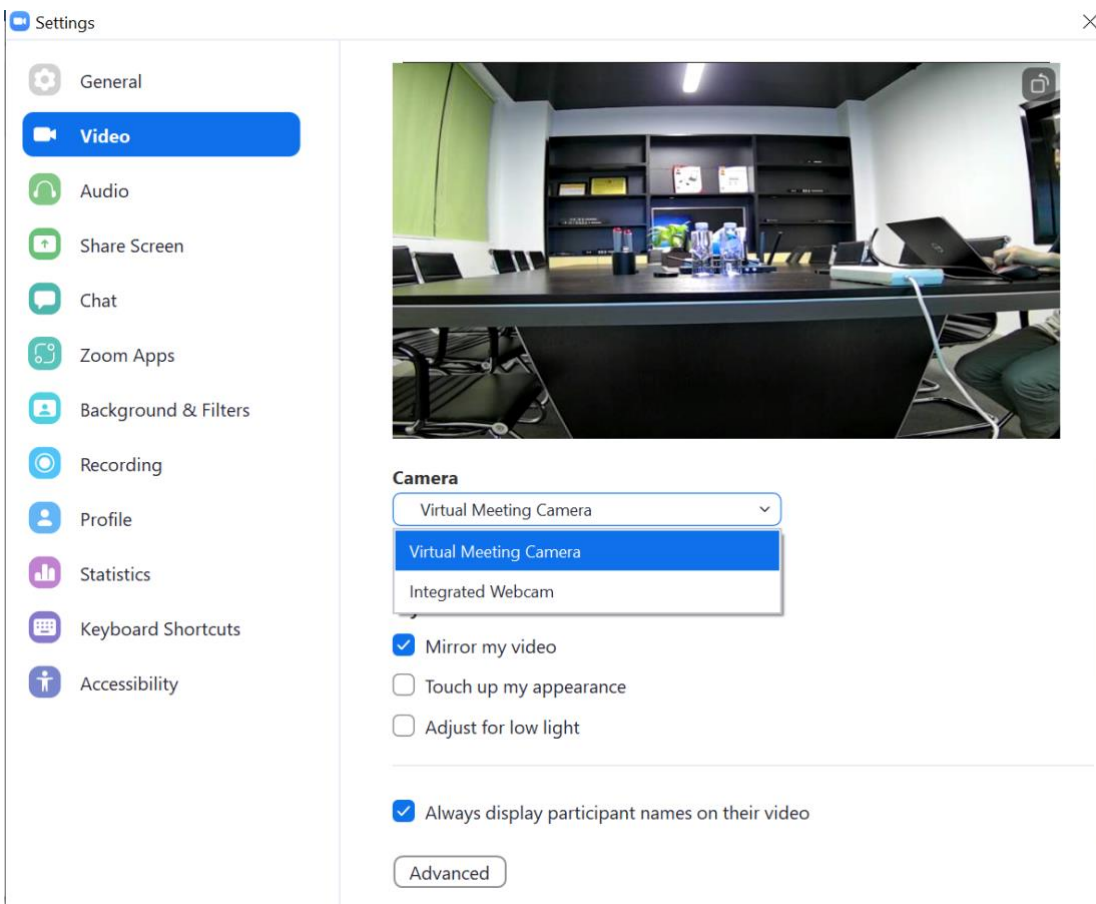 Settings
General
Video
Audio
Share Screen
Chat
Zoom Apps
Background & Filters
Recording
Profile
Statistics
Keyboard Shortcuts
Accessibility
Camera
Virtual Meeting Camera
Virtual Meeting Camera
Integrated Webcam
Mirror my video
Touch up my appearance
Adjust for low light
Always display participant names on their video
Advanced